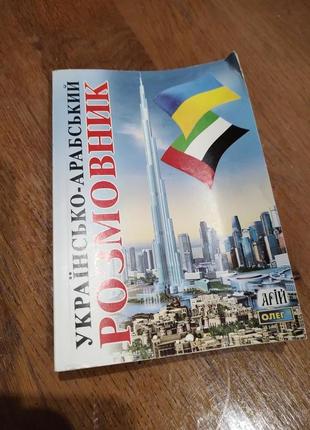 УКРАЇНСЬКО-АРАБСЬКИЙ
РОЗМОВНИК
АРІЙ
ОЛЕГ